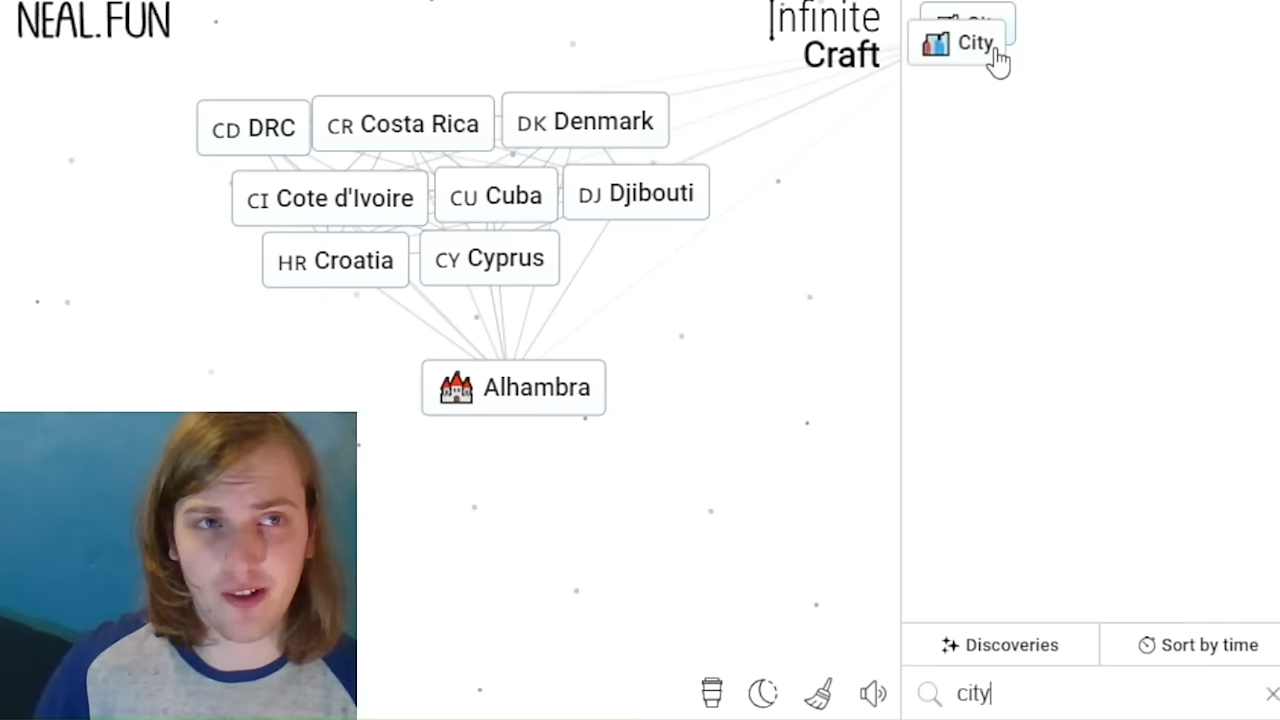 NEAL.FUN
Infinite
Craft
City
CD DRC
CR Costa Rica
DK Denmark
CI Cote d'Ivoire
CU Cuba
DJ Djibouti
HR Croatia
CY Cyprus
Alhambra
Discoveries
Sort by time
city